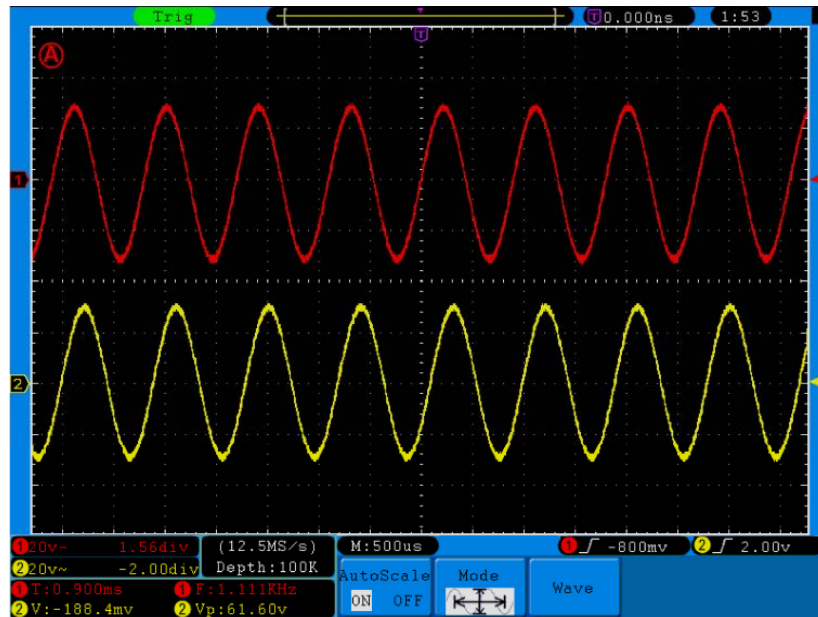 Trig T 0.000ns 1:53
A
T
1
2
1 20v- 1.56div (12.5MS/s) M:500us 1 -800mv 2 2.00v
2 20v~ -2.00div Depth:100K
1 T:0.900ms 1 F:1.111KHz
2 V:-188.4mv 2 Vp:61.60v
AutoScale Mode Wave
ON OFF